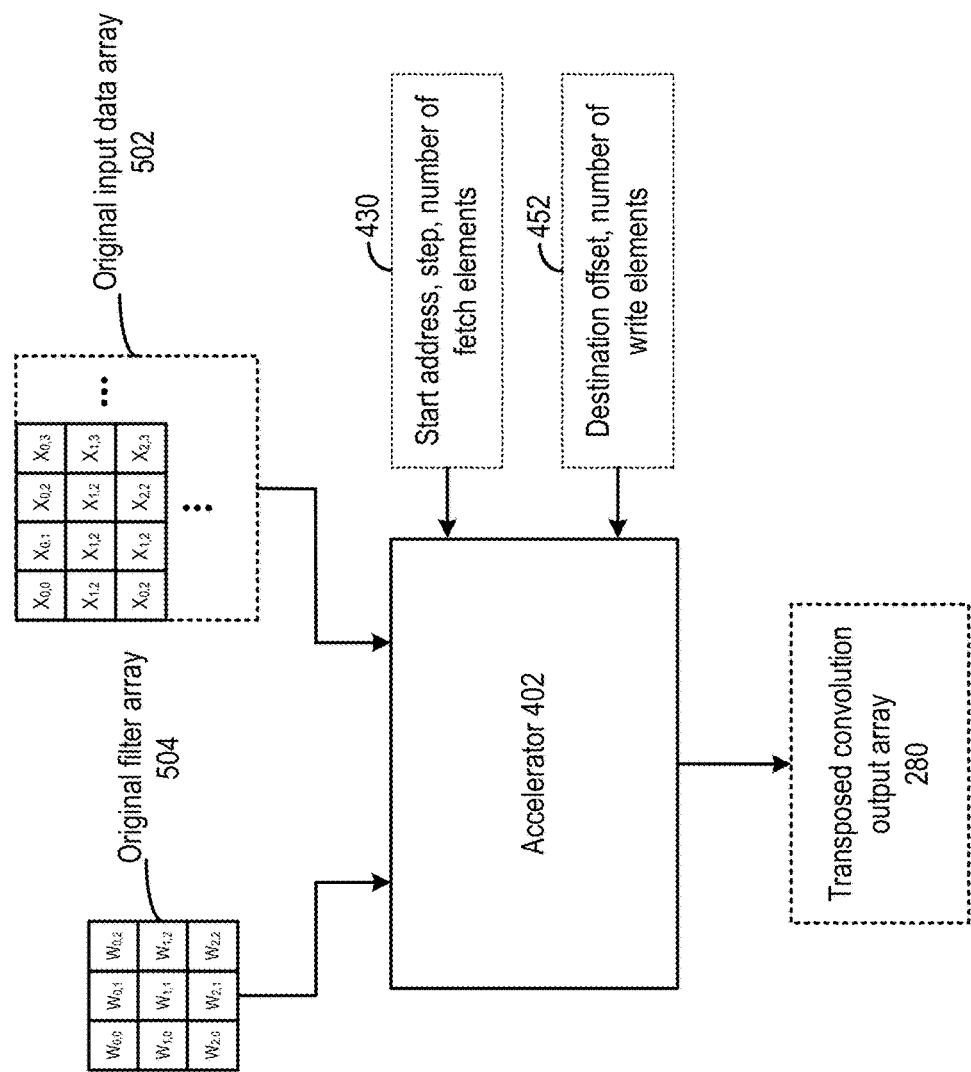 Original filter array
504
W0,0 W0,1 W0,2
W1,0 W1,1 W1,2
W2,0 W2,1 W2,2
Original input data array
502
X0,0 X0,1 X0,2 X0,3 ...
X1,2 X1,2 X1,2 X1,3
X0,2 X1,2 X2,2 X2,3
...
Accelerator 402
430
Start address, step, number of
fetch elements
452
Destination offset, number of
write elements
Transposed convolution
output array
280